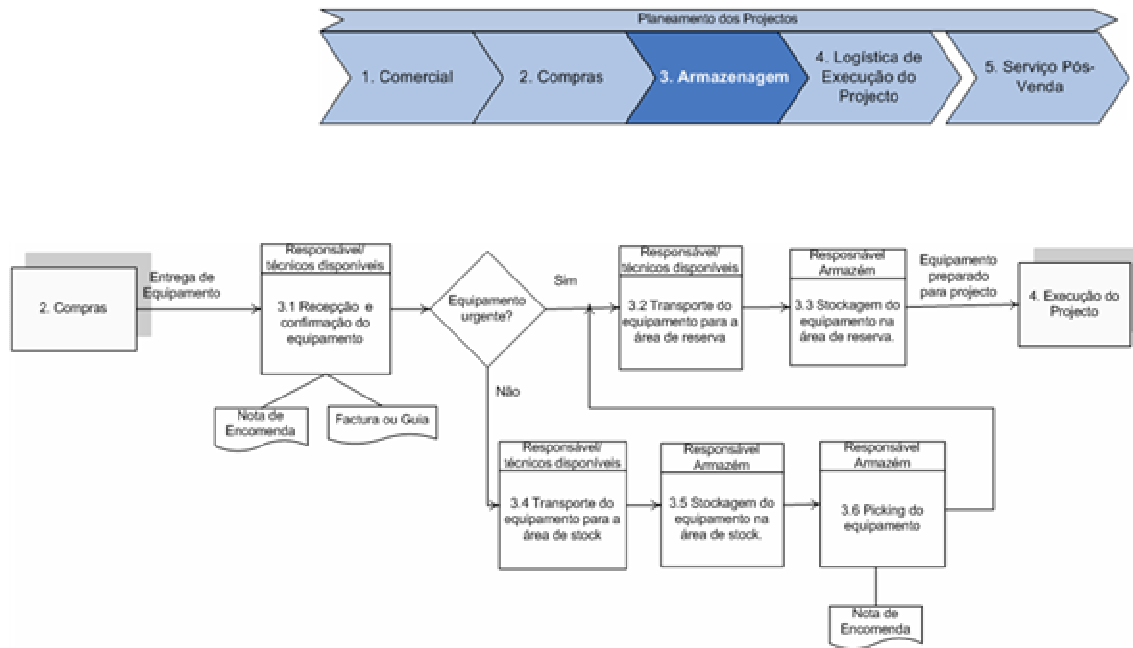 Planeamento dos Projectos
1. Comercial
2. Compras
3. Armazenagem
4. Logística de
Execução do
Projecto
5. Serviço Pós-
Venda
2. Compras
Entrega de
Equipamento
Responsável/
técnicos disponíveis
3.1 Recepção e
confirmação do
equipamento
Nota de
Encomenda
Factura ou Guia
Equipamento
urgente?
Sim
Não
Responsável/
técnicos disponíveis
3.2 Transporte do
equipamento para a
área de reserva
Responsnável
Armazém
3.3 Stockagem do
equipamento na
área de reserva.
Equipamento
preparado
para projecto
4. Execução do
Projecto
Responsável/
técnicos disponíveis
3.4 Transporte do
equipamento para a
área de stock
Responsável
Armazém
3.5 Stockagem do
equipamento na
área de stock.
Responsável
Armazém
3.6 Picking do
equipamento
Nota de
Encomenda